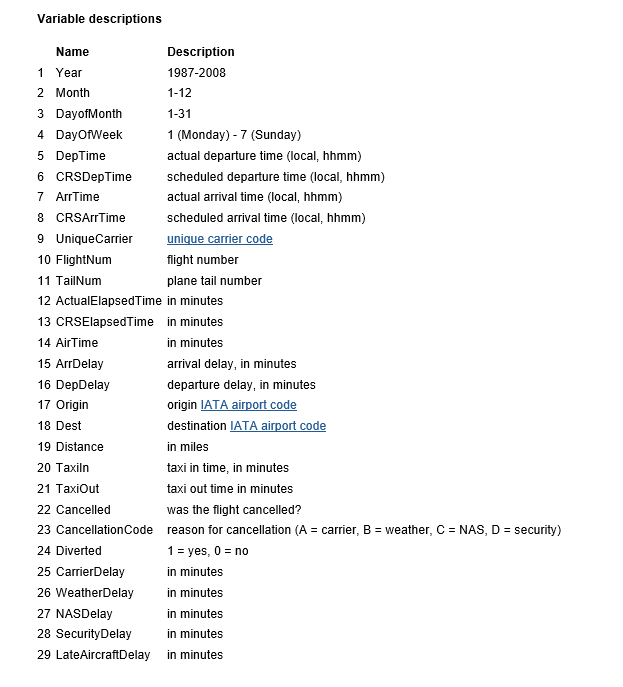 Variable descriptions
Name Description
1 Year 1987-2008
2 Month 1-12
3 DayofMonth 1-31
4 DayOfWeek 1 (Monday) - 7 (Sunday)
5 DepTime actual departure time (local, hhmm)
6 CRSDepTime scheduled departure time (local, hhmm)
7 ArrTime actual arrival time (local, hhmm)
8 CRSArrTime scheduled arrival time (local, hhmm)
9 UniqueCarrier unique carrier code
10 FlightNum flight number
11 TailNum plane tail number
12 ActualElapsedTime in minutes
13 CRSElapsedTime in minutes
14 AirTime in minutes
15 ArrDelay arrival delay, in minutes
16 DepDelay departure delay, in minutes
17 Origin origin IATA airport code
18 Dest destination IATA airport code
19 Distance in miles
20 TaxiIn taxi in time, in minutes
21 TaxiOut taxi out time in minutes
22 Cancelled was the flight cancelled?
23 CancellationCode reason for cancellation (A = carrier, B = weather, C = NAS, D = security)
24 Diverted 1 = yes, 0 = no
25 CarrierDelay in minutes
26 WeatherDelay in minutes
27 NASDelay in minutes
28 SecurityDelay in minutes
29 LateAircraftDelay in minutes